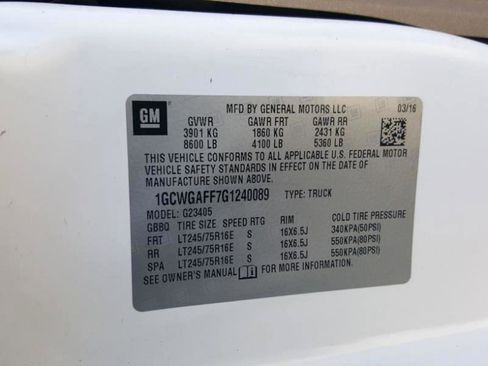 GM
MFD BY GENERAL MOTORS LLC 03/16
GVWR GAWR FRT GAWR RR
3901 KG 1860 KG 2431 KG
8600 LB 4100 LB 5360 LB
THIS VEHICLE CONFORMS TO ALL APPLICABLE U.S. FEDERAL MOTOR
VEHICLE SAFETY STANDARDS IN EFFECT ON THE DATE OF
MANUFACTURE SHOWN ABOVE.
1GCWGAFF7G1240089 TYPE: TRUCK
MODEL: G23405
GBBQ TIRE SIZE SPEED RTG RIM COLD TIRE PRESSURE
FRT LT245/75R16E S 16X6.5J 340KPA(50PSI)
RR LT245/75R16E S 16X6.5J 550KPA(80PSI)
SPA LT245/75R16E S 16X6.5J 550KPA(80PSI)
SEE OWNER'S MANUAL FOR MORE INFORMATION.